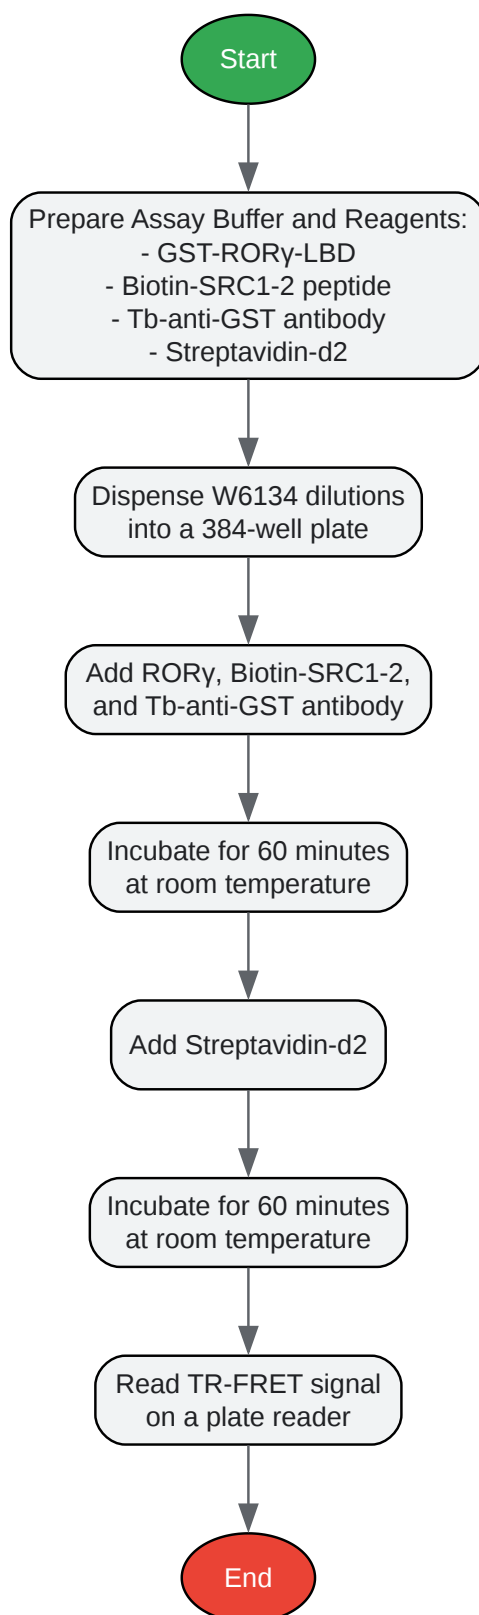 Start
Prepare Assay Buffer and Reagents:
- GST-RORγ-LBD
- Biotin-SRC1-2 peptide
- Tb-anti-GST antibody
- Streptavidin-d2
Dispense W6134 dilutions
into a 384-well plate
Add RORγ, Biotin-SRC1-2,
and Tb-anti-GST antibody
Incubate for 60 minutes
at room temperature
Add Streptavidin-d2
Incubate for 60 minutes
at room temperature
Read TR-FRET signal
on a plate reader
End